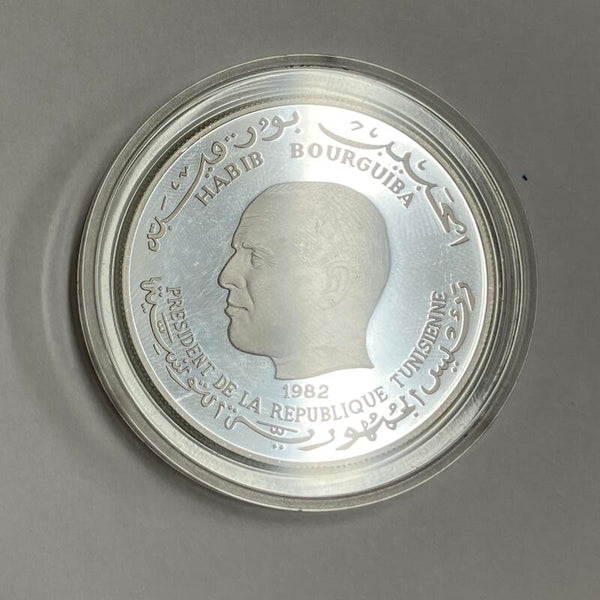 الحبيب بورقيبة
HABIB BOURGUIBA
1982
PRESIDENT DE LA REPUBLIQUE TUNISIENNE
رئيس الجمهورية التونسية